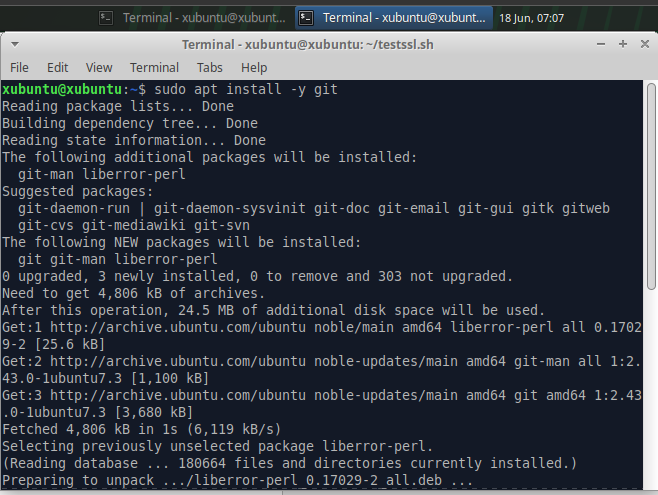 Terminal - xubuntu@xubunt...
Terminal - xubuntu@xubunt...
18 Jun, 07:07
Terminal - xubuntu@xubuntu: ~/testssl.sh
File Edit View Terminal Tabs Help
xubuntu@xubuntu:~$ sudo apt install -y git
Reading package lists... Done
Building dependency tree... Done
Reading state information... Done
The following additional packages will be installed:
  git-man liberror-perl
Suggested packages:
  git-daemon-run | git-daemon-sysvinit git-doc git-email git-gui gitk gitweb
  git-cvs git-mediawiki git-svn
The following NEW packages will be installed:
  git git-man liberror-perl
0 upgraded, 3 newly installed, 0 to remove and 303 not upgraded.
Need to get 4,806 kB of archives.
After this operation, 24.5 MB of additional disk space will be used.
Get:1 http://archive.ubuntu.com/ubuntu noble/main amd64 liberror-perl all 0.1702
9-2 [25.6 kB]
Get:2 http://archive.ubuntu.com/ubuntu noble-updates/main amd64 git-man all 1:2.
43.0-1ubuntu7.3 [1,100 kB]
Get:3 http://archive.ubuntu.com/ubuntu noble-updates/main amd64 git amd64 1:2.43
.0-1ubuntu7.3 [3,680 kB]
Fetched 4,806 kB in 1s (6,119 kB/s)
Selecting previously unselected package liberror-perl.
(Reading database ... 180664 files and directories currently installed.)
Preparing to unpack .../liberror-perl_0.17029-2_all.deb ...